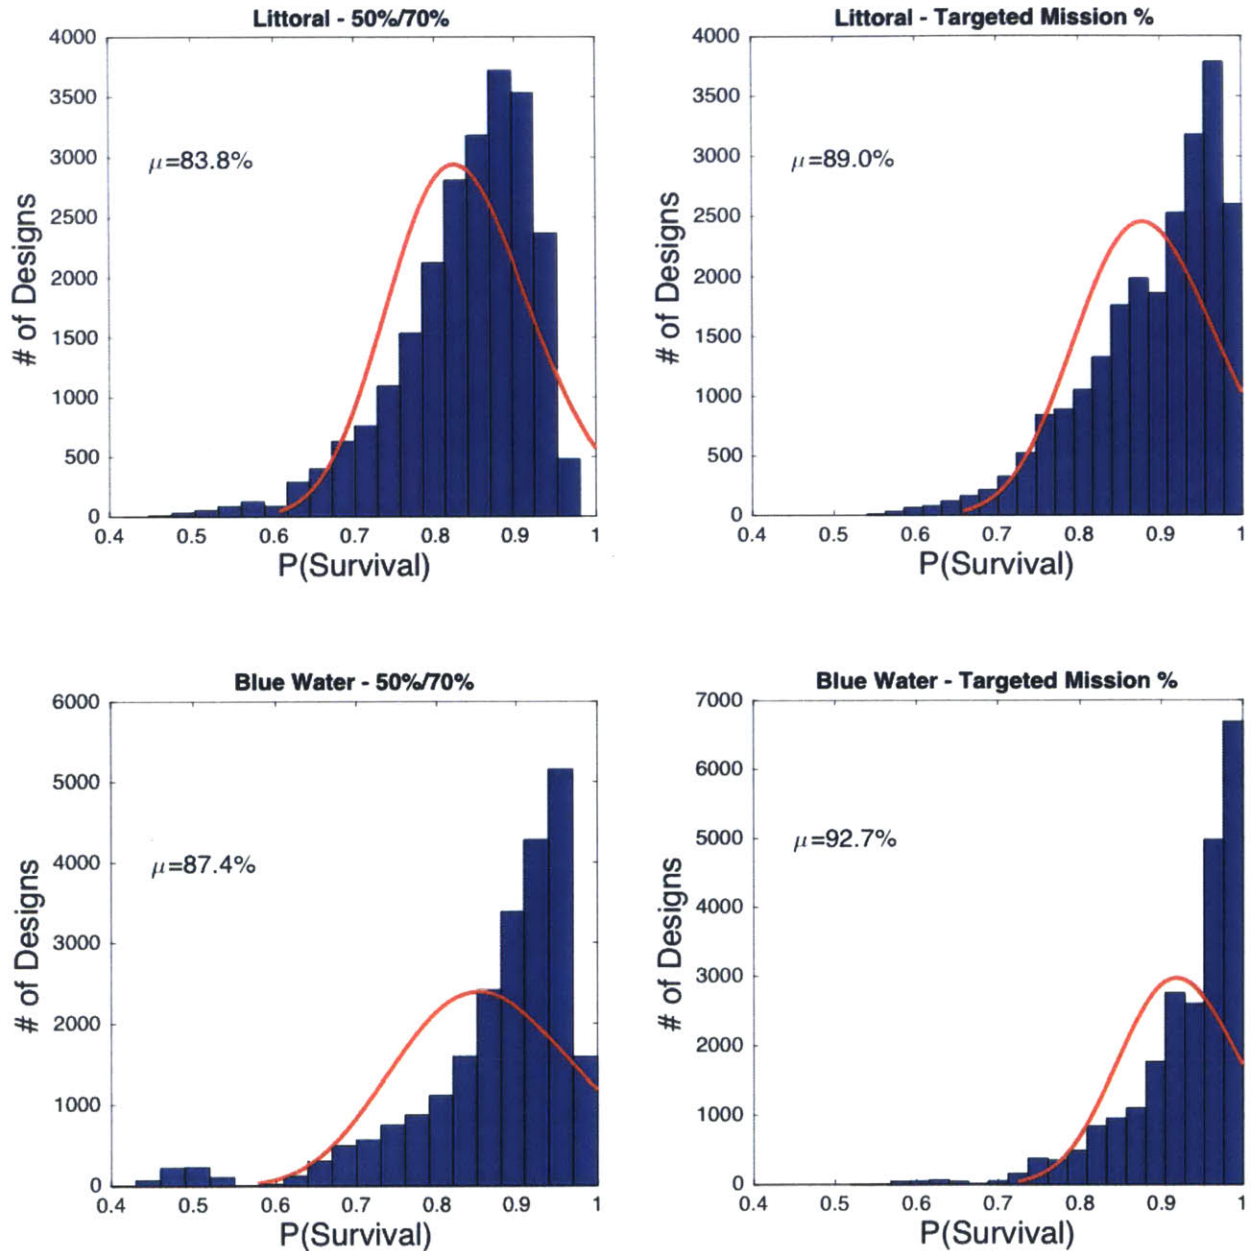 Littoral - 50%/70%
4000
3500
3000
2500
2000
1500
1000
500
0
# of Designs
μ=83.8%
0.4 0.5 0.6 0.7 0.8 0.9 1
P(Survival)
Littoral - Targeted Mission %
4000
3500
3000
2500
2000
1500
1000
500
0
# of Designs
μ=89.0%
0.4 0.5 0.6 0.7 0.8 0.9 1
P(Survival)
Blue Water - 50%/70%
6000
5000
4000
3000
2000
1000
0
# of Designs
μ=87.4%
0.4 0.5 0.6 0.7 0.8 0.9 1
P(Survival)
Blue Water - Targeted Mission %
7000
6000
5000
4000
3000
2000
1000
0
# of Designs
μ=92.7%
0.4 0.5 0.6 0.7 0.8 0.9 1
P(Survival)